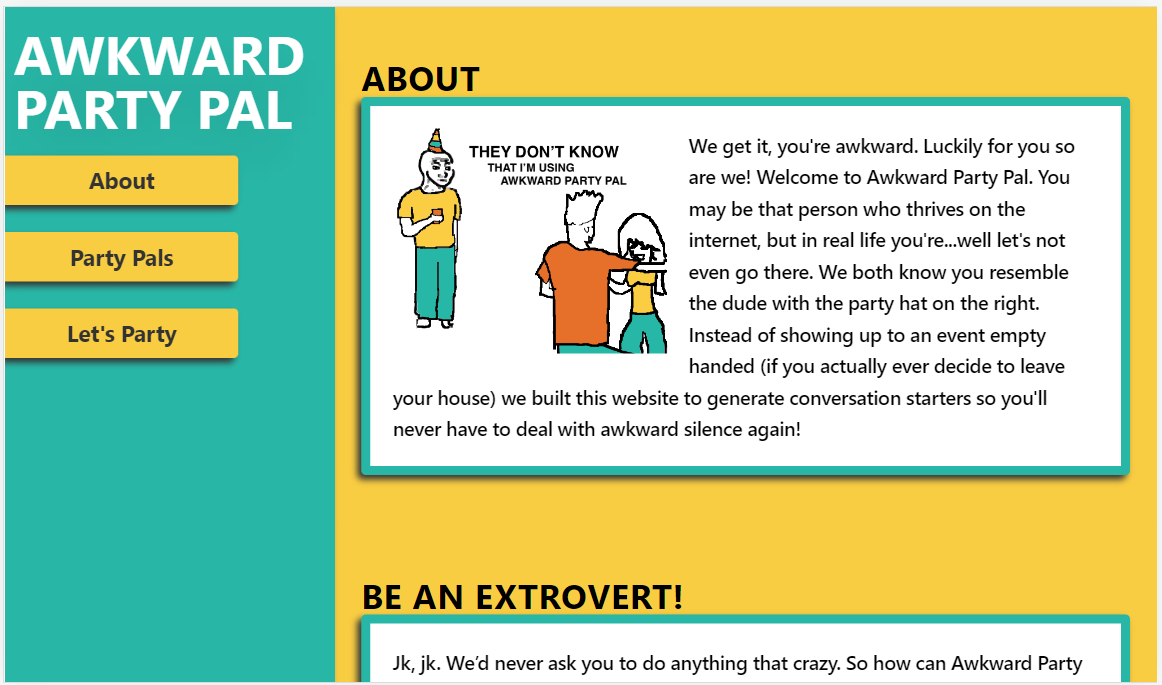 AWKWARD
PARTY PAL
About
Party Pals
Let's Party
ABOUT
THEY DON'T KNOW
THAT I'M USING
AWKWARD PARTY PAL
We get it, you're awkward. Luckily for you so
are we! Welcome to Awkward Party Pal. You
may be that person who thrives on the
internet, but in real life you're...well let's not
even go there. We both know you resemble
the dude with the party hat on the right.
Instead of showing up to an event empty
handed (if you actually ever decide to leave
your house) we built this website to generate conversation starters so you'll
never have to deal with awkward silence again!
BE AN EXTROVERT!
Jk, jk. We’d never ask you to do anything that crazy. So how can Awkward Party